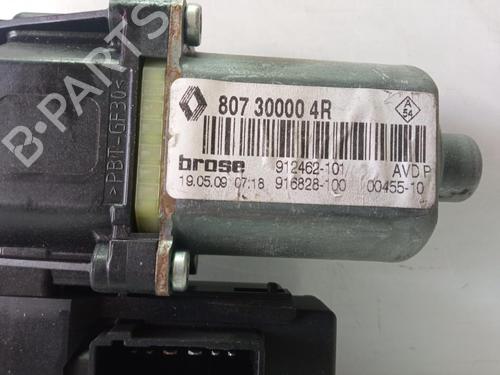 807 30000 4R
A
54
brose 912462-101 AVD P
19.05.09 07:18 916828-100 00455-10
>PBT-GF30<
B-PARTS